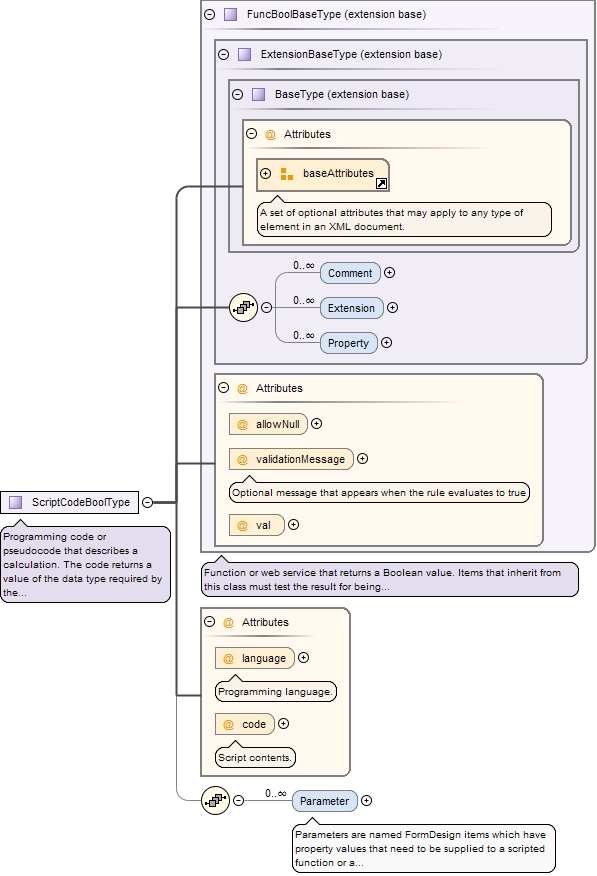 FuncBoolBaseType (extension base)
ExtensionBaseType (extension base)
BaseType (extension base)
@ Attributes
baseAttributes
A set of optional attributes that may apply to any type of
element in an XML document.
0..∞
Comment
0..∞
Extension
0..∞
Property
@ Attributes
@ allowNull
@ validationMessage
Optional message that appears when the rule evaluates to true
@ val
ScriptCodeBoolType
Programming code or
pseudocode that describes a
calculation. The code returns a
value of the data type required by
the...
Function or web service that returns a Boolean value. Items that inherit from
this class must test the result for being...
@ Attributes
@ language
Programming language.
@ code
Script contents.
0..∞
Parameter
Parameters are named FormDesign items which have
property values that need to be supplied to a scripted
function or a...